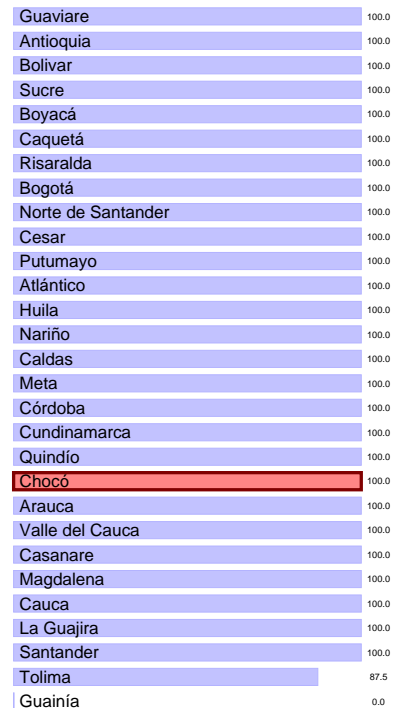 Guaviare 100.0
Antioquia 100.0
Bolivar 100.0
Sucre 100.0
Boyacá 100.0
Caquetá 100.0
Risaralda 100.0
Bogotá 100.0
Norte de Santander 100.0
Cesar 100.0
Putumayo 100.0
Atlántico 100.0
Huila 100.0
Nariño 100.0
Caldas 100.0
Meta 100.0
Córdoba 100.0
Cundinamarca 100.0
Quindío 100.0
Chocó 100.0
Arauca 100.0
Valle del Cauca 100.0
Casanare 100.0
Magdalena 100.0
Cauca 100.0
La Guajira 100.0
Santander 100.0
Tolima 87.5
Guainía 0.0